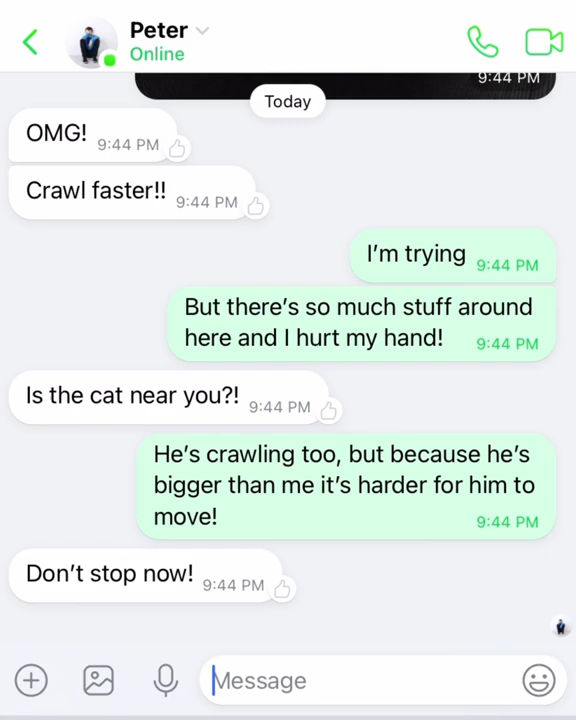 Peter
Online
9:44 PM
Today
OMG! 9:44 PM
Crawl faster!! 9:44 PM
I’m trying 9:44 PM
But there’s so much stuff around
here and I hurt my hand! 9:44 PM
Is the cat near you?! 9:44 PM
He’s crawling too, but because he’s
bigger than me it’s harder for him to
move! 9:44 PM
Don’t stop now! 9:44 PM
Message